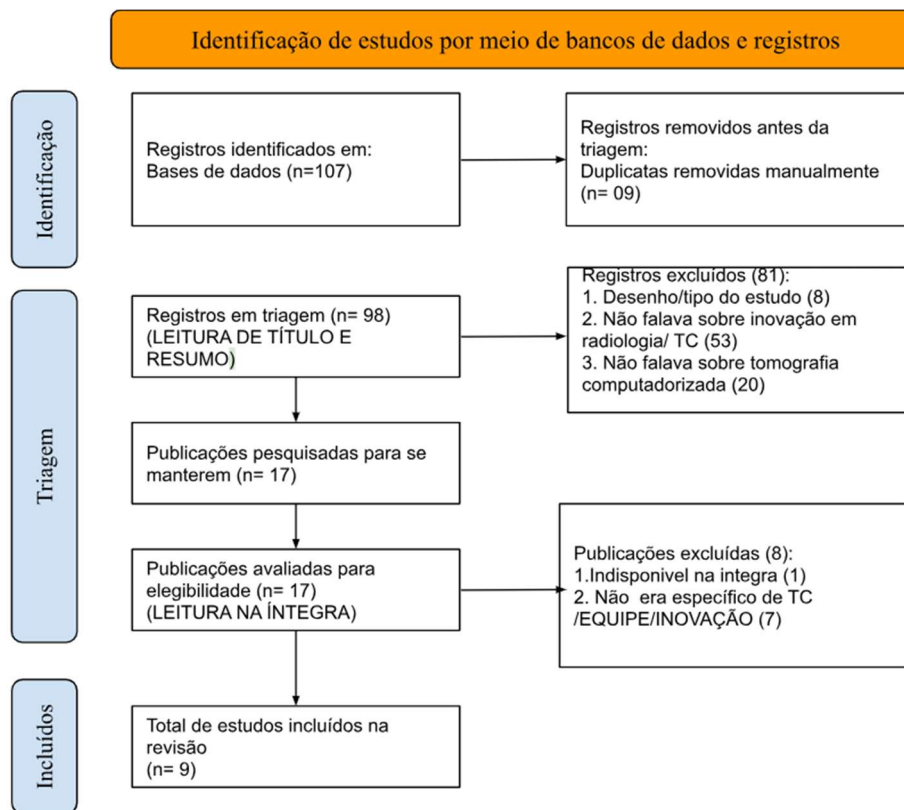 Identificação de estudos por meio de bancos de dados e registros
Identificação
Registros identificados em:
Bases de dados (n=107)
Registros removidos antes da
triagem:
Duplicatas removidas manualmente
(n= 09)
Triagem
Registros em triagem (n= 98)
(LEITURA DE TÍTULO E
RESUMO)
Registros excluídos (81):
1. Desenho/tipo do estudo (8)
2. Não falava sobre inovação em
radiologia/ TC (53)
3. Não falava sobre tomografia
computadorizada (20)
Publicações pesquisadas para se
manterem (n= 17)
Publicações avaliadas para
elegibilidade (n= 17)
(LEITURA NA ÍNTEGRA)
Publicações excluídas (8):
1.Indisponivel na integra (1)
2. Não era específico de TC
/EQUIPE/INOVAÇÃO (7)
Incluídos
Total de estudos incluídos na
revisão
(n= 9)